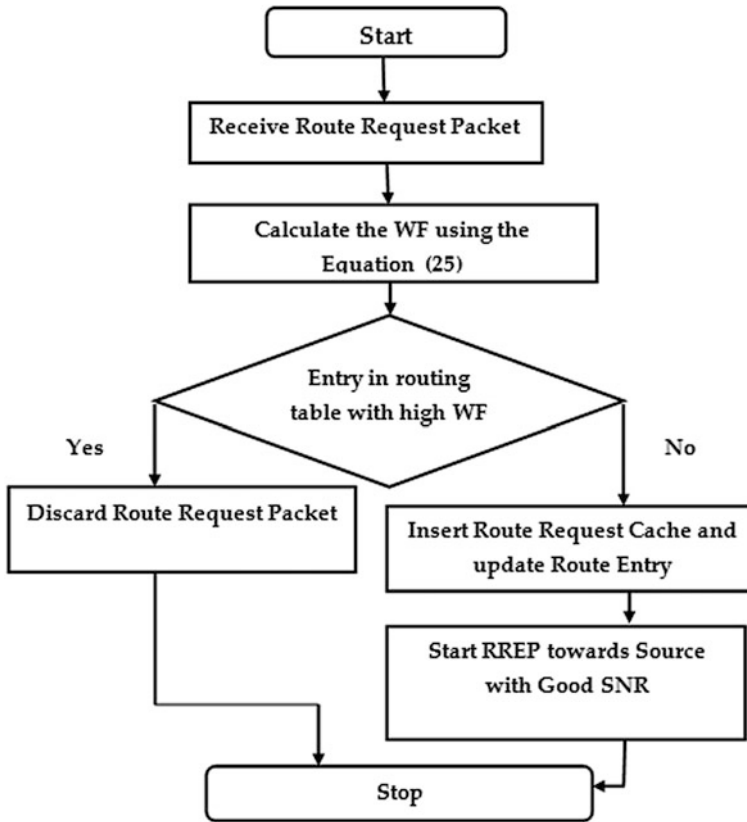 Start
Receive Route Request Packet
Calculate the WF using the
Equation (25)
Entry in routing
table with high WF
Yes
No
Discard Route Request Packet
Insert Route Request Cache and
update Route Entry
Start RREP towards Source
with Good SNR
Stop